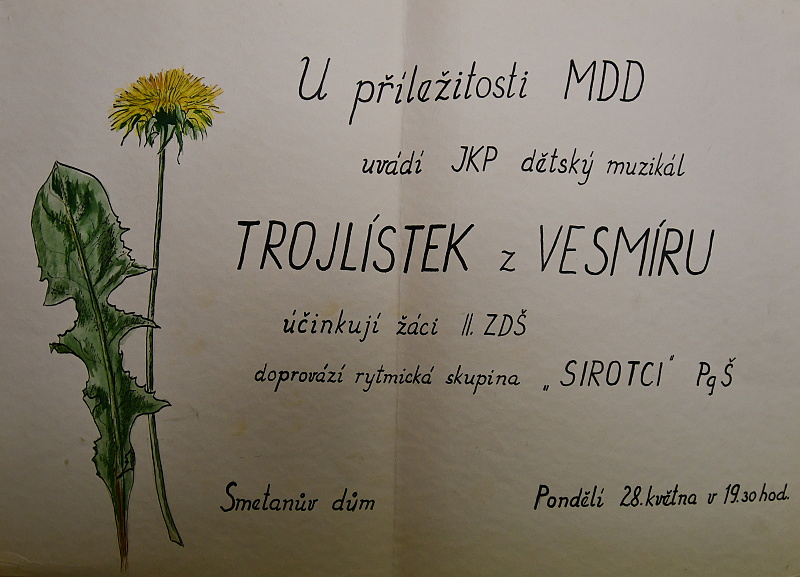 U příležitosti MDD
uvádí JKP dětský muzikál
TROJLÍSTEK z VESMÍRU
účinkují žáci II. ZDŠ
doprovází rytmická skupina „SIROTCI" PgŠ
Smetanův dům Pondělí 28. května v 19.30 hod.